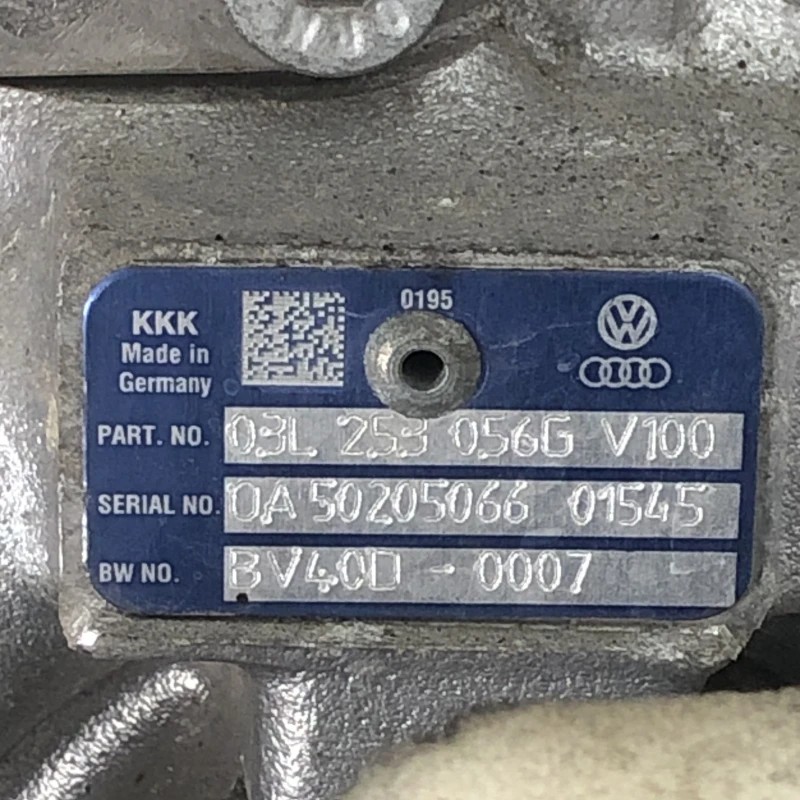 0195
KKK
Made in
Germany
PART. NO. 03L 253 056G V100
SERIAL NO. 0A 50205066 01545
BW NO. BV40D - 0007